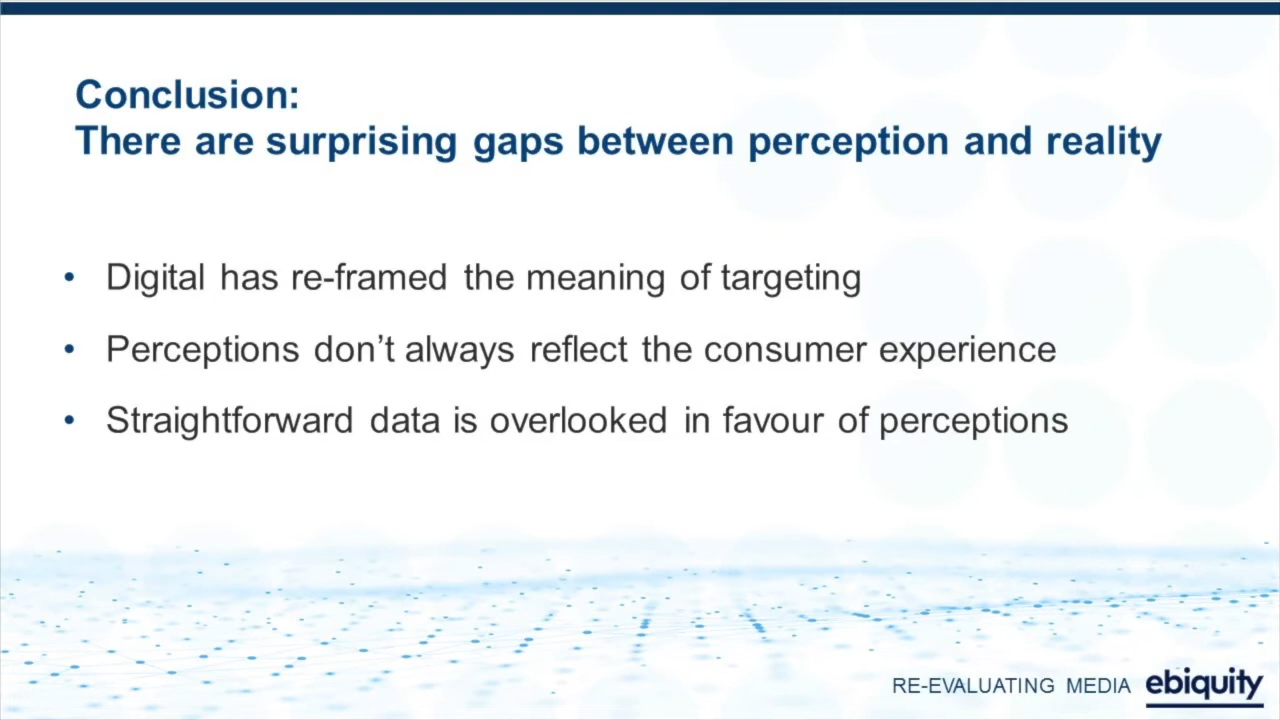 Conclusion:
There are surprising gaps between perception and reality
• Digital has re-framed the meaning of targeting
• Perceptions don’t always reflect the consumer experience
• Straightforward data is overlooked in favour of perceptions
RE-EVALUATING MEDIA ebiquity